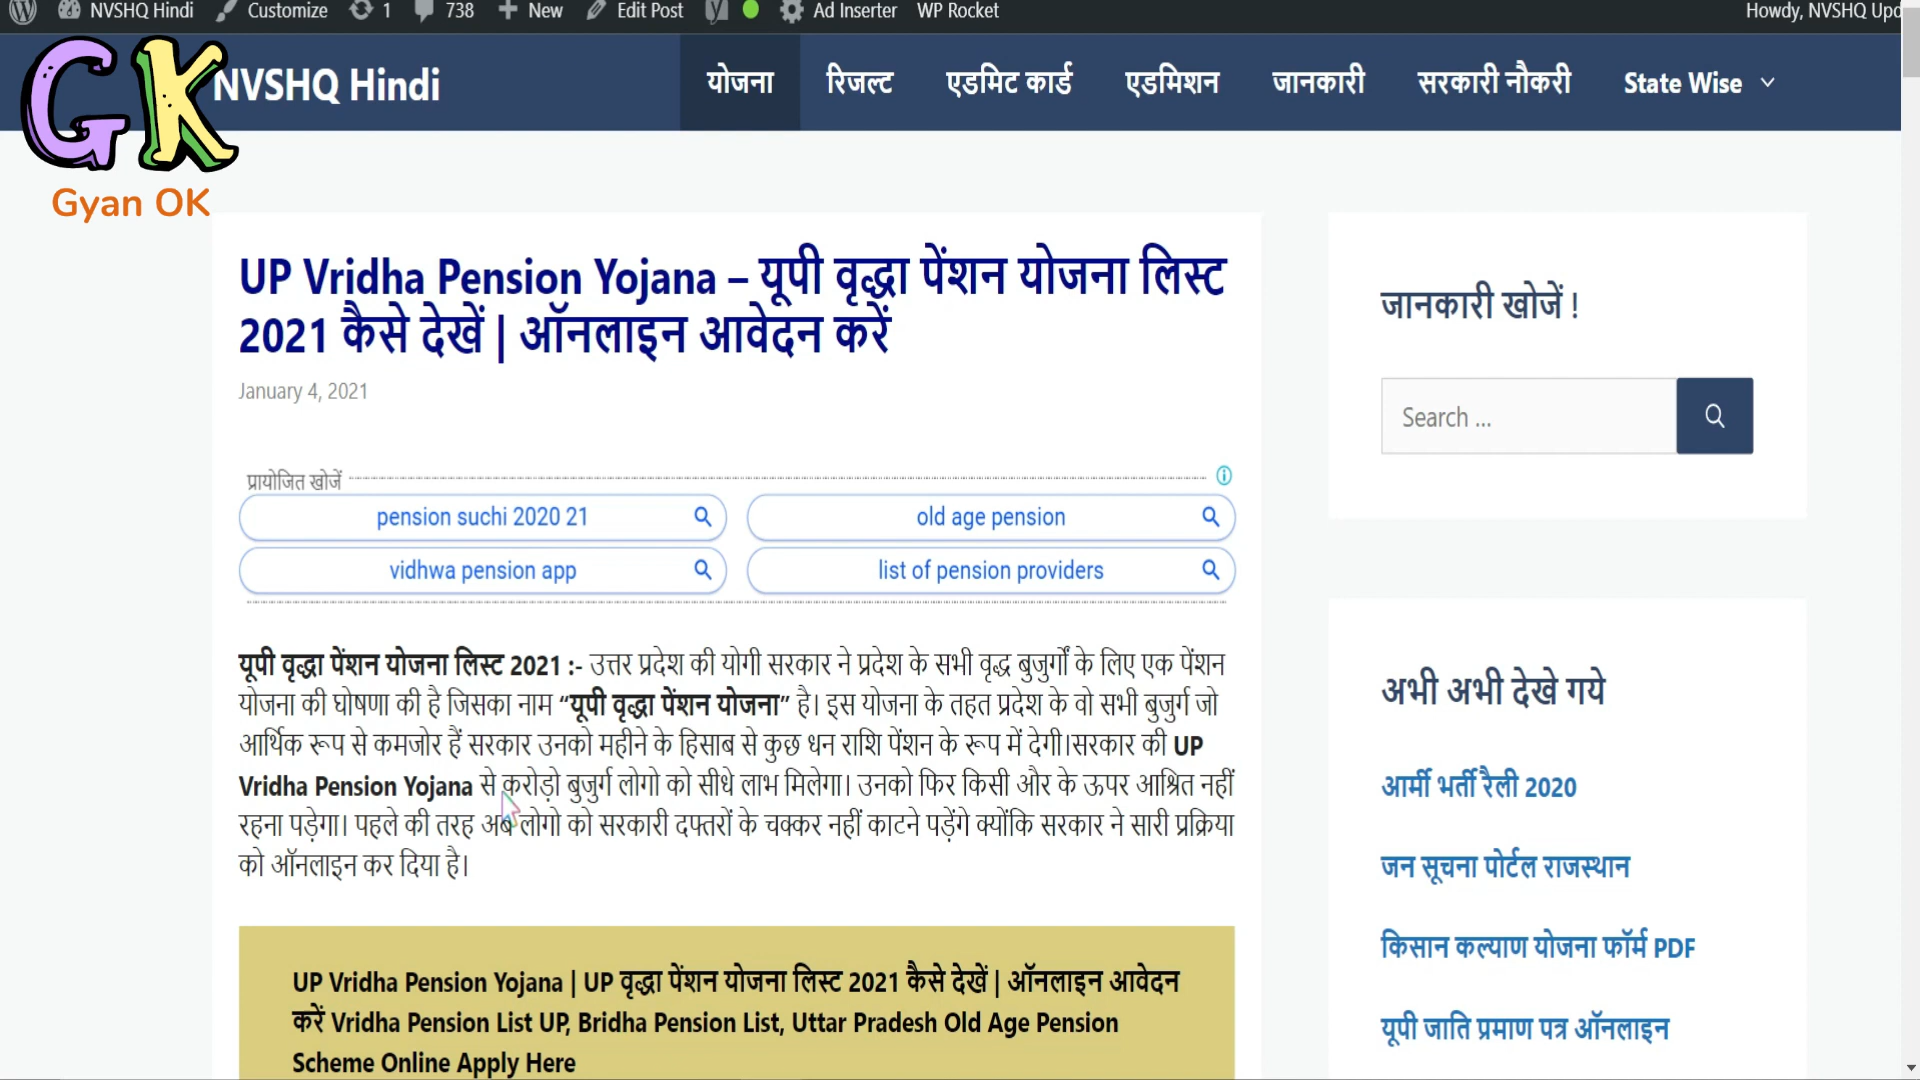 NVSHQ Hindi Customize 1 738 New Edit Post Ad Inserter WP Rocket Howdy, NVSHQ Upd
GK
Gyan OK
NVSHQ Hindi योजना रिजल्ट एडमिट कार्ड एडमिशन जानकारी सरकारी नौकरी State Wise
UP Vridha Pension Yojana – यूपी वृद्धा पेंशन योजना लिस्ट
2021 कैसे देखें | ऑनलाइन आवेदन करें
January 4, 2021
प्रायोजित खोजें
pension suchi 2020 21
old age pension
vidhwa pension app
list of pension providers
यूपी वृद्धा पेंशन योजना लिस्ट 2021 :- उत्तर प्रदेश की योगी सरकार ने प्रदेश के सभी वृद्ध बुजुर्गों के लिए एक पेंशन
योजना की घोषणा की है जिसका नाम “यूपी वृद्धा पेंशन योजना” है। इस योजना के तहत प्रदेश के वो सभी बुजुर्ग जो
आर्थिक रूप से कमजोर हैं सरकार उनको महीने के हिसाब से कुछ धन राशि पेंशन के रूप में देगी।सरकार की UP
Vridha Pension Yojana से करोड़ो बुजुर्ग लोगो को सीधे लाभ मिलेगा। उनको फिर किसी और के ऊपर आश्रित नहीं
रहना पड़ेगा। पहले की तरह अब लोगो को सरकारी दफ्तरों के चक्कर नहीं काटने पड़ेंगे क्योंकि सरकार ने सारी प्रक्रिया
को ऑनलाइन कर दिया है।
UP Vridha Pension Yojana | UP वृद्धा पेंशन योजना लिस्ट 2021 कैसे देखें | ऑनलाइन आवेदन
करें Vridha Pension List UP, Bridha Pension List, Uttar Pradesh Old Age Pension
Scheme Online Apply Here
जानकारी खोजें !
Search ...
अभी अभी देखे गये
आर्मी भर्ती रैली 2020
जन सूचना पोर्टल राजस्थान
किसान कल्याण योजना फॉर्म PDF
यूपी जाति प्रमाण पत्र ऑनलाइन